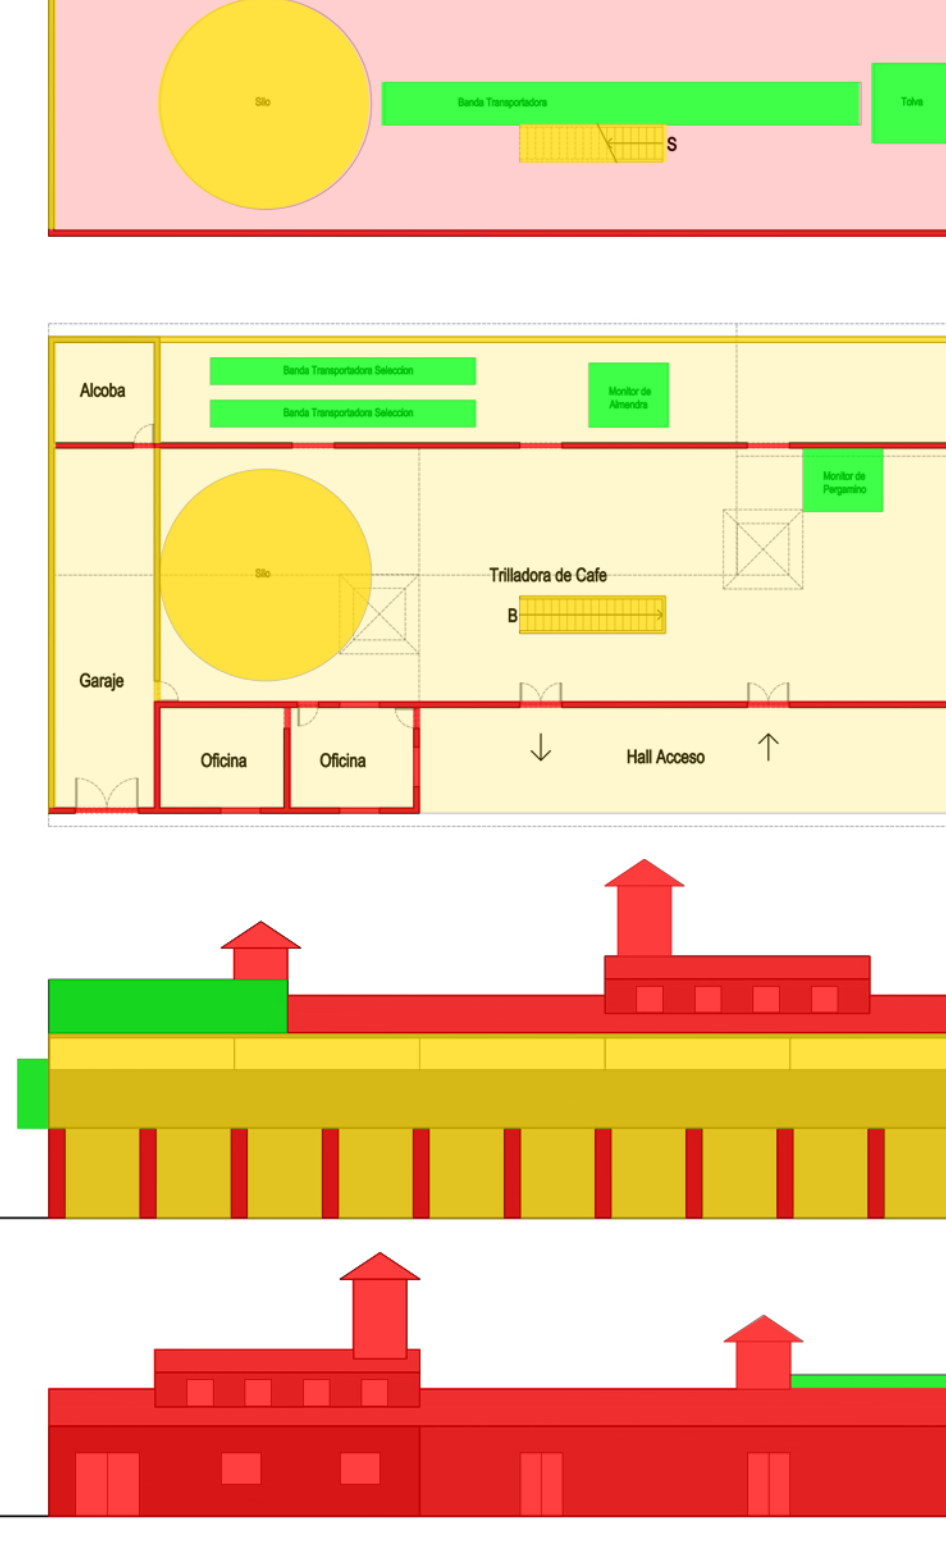 Silo
Banda Transportadora
Tolva
S
Alcoba
Banda Transportadora Seleccion
Banda Transportadora Seleccion
Monitor de
Almendra
Monitor de
Pergamino
Silo
Trilladora de Cafe
B
Garaje
Oficina
Oficina
Hall Acceso